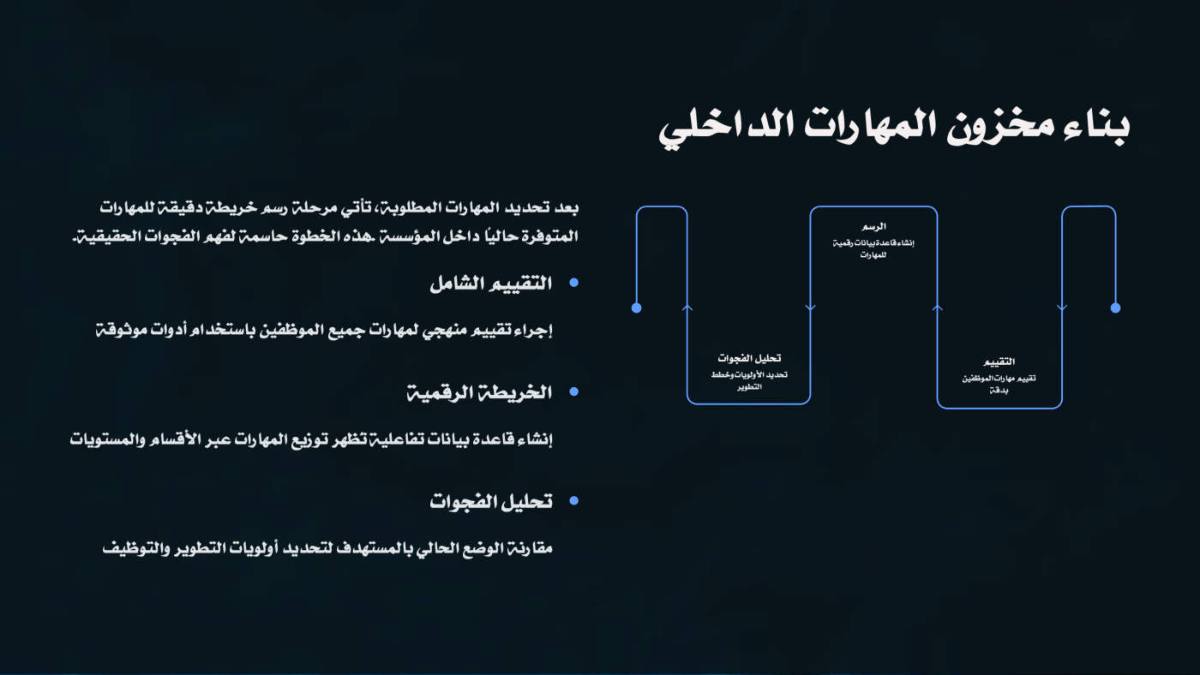 بناء مخزون المهارات الداخلي
التقييم
تقييم مهارات الموظفين
بدقة
الرسم
إنشاء قاعدة بيانات رقمية
للمهارات
تحليل الفجوات
تحديد الأولويات وخطط
التطوير
بعد تحديد المهارات المطلوبة، تأتي مرحلة رسم خريطة دقيقة للمهارات
المتوفرة حاليًا داخل المؤسسة .هذه الخطوة حاسمة لفهم الفجوات الحقيقية.
التقييم الشامل
إجراء تقييم منهجي لمهارات جميع الموظفين باستخدام أدوات موثوقة
الخريطة الرقمية
إنشاء قاعدة بيانات تفاعلية تظهر توزيع المهارات عبر الأقسام والمستويات
تحليل الفجوات
مقارنة الوضع الحالي بالمستهدف لتحديد أولويات التطوير والتوظيف